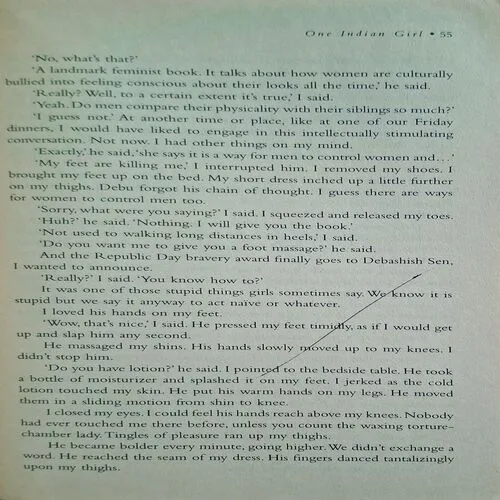 One Indian Girl • 55
'No, what's that?'
'A landmark feminist book. It talks about how women are culturally
bullied into feeling conscious about their looks all the time,' he said.
'Really? Well, to a certain extent it's true,' I said.
'Yeah. Do men compare their physicality with their siblings so much?'
'I guess not.' At another time or place, like at one of our Friday
dinners, I would have liked to engage in this intellectually stimulating
conversation. Not now. I had other things on my mind.
'Exactly,' he said, 'she says it is a way for men to control women and...'
'My feet are killing me,' I interrupted him. I removed my shoes. I
brought my feet up on the bed. My short dress inched up a little further
on my thighs. Debu forgot his chain of thought. I guess there are ways
for women to control men too.
'Sorry, what were you saying?' I said. I squeezed and released my toes.
'Huh?' he said. 'Nothing. I will give you the book.'
'Not used to walking long distances in heels,' I said.
'Do you want me to give you a foot massage?' he said.
And the Republic Day bravery award finally goes to Debashish Sen,
I wanted to announce.
'Really?' I said. 'You know how to?'
It was one of those stupid things girls sometimes say. We know it is
stupid but we say it anyway to act naïve or whatever.
I loved his hands on my feet.
'Wow, that's nice,' I said. He pressed my feet timidly, as if I would get
up and slap him any second.
He massaged my shins. His hands slowly moved up to my knees. I
didn't stop him.
'Do you have lotion?' he said. I pointed to the bedside table. He took
a bottle of moisturizer and splashed it on my feet. I jerked as the cold
lotion touched my skin. He put his warm hands on my legs. He moved
them in a sliding motion from shin to knee.
I closed my eyes. I could feel his hands reach above my knees. Nobody
had ever touched me there before, unless you count the waxing torture-
chamber lady. Tingles of pleasure ran up my thighs.
He became bolder every minute, going higher. We didn't exchange a
word. He reached the seam of my dress. His fingers danced tantalizingly
upon my thighs.